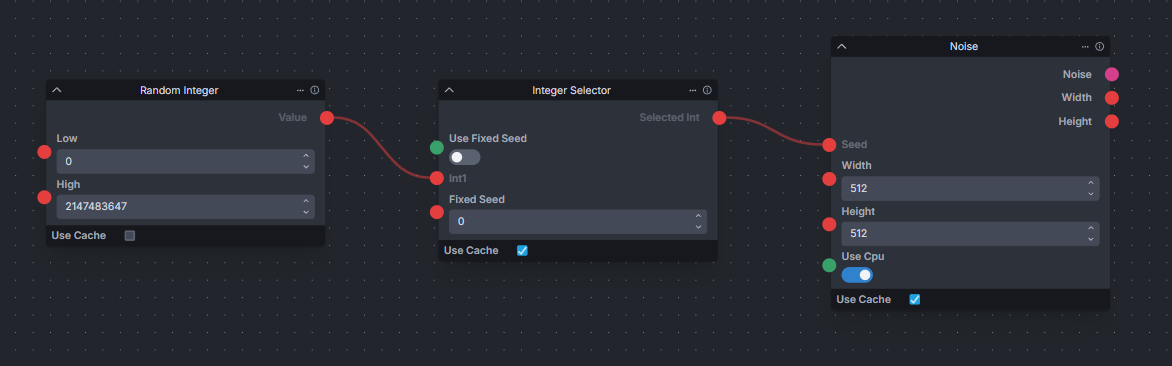 Random Integer
Value
Low
0
High
2147483647
Use Cache
Integer Selector
Selected Int
Use Fixed Seed
Int1
Fixed Seed
0
Use Cache
Noise
Noise
Width
Height
Seed
Width
512
Height
512
Use Cpu
Use Cache